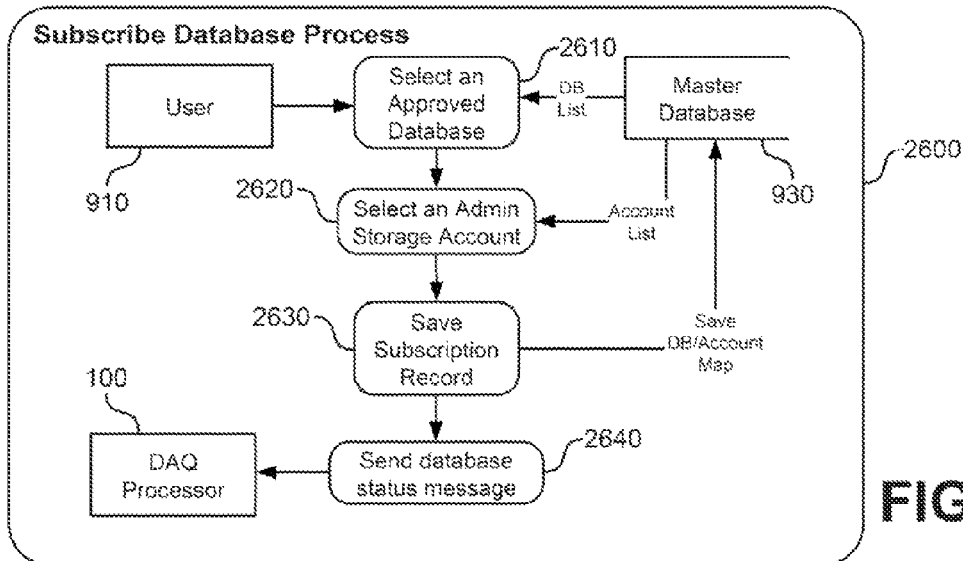 Subscribe Database Process
2610
User
Select an
Approved
Database
DB
List
Master
Database
2600
910
930
2620
Select an Admin
Storage Account
Account
List
2630
Save
Subscription
Record
Save
DB/Account
Map
100
DAQ
Processor
2640
Send database
status message
FIG